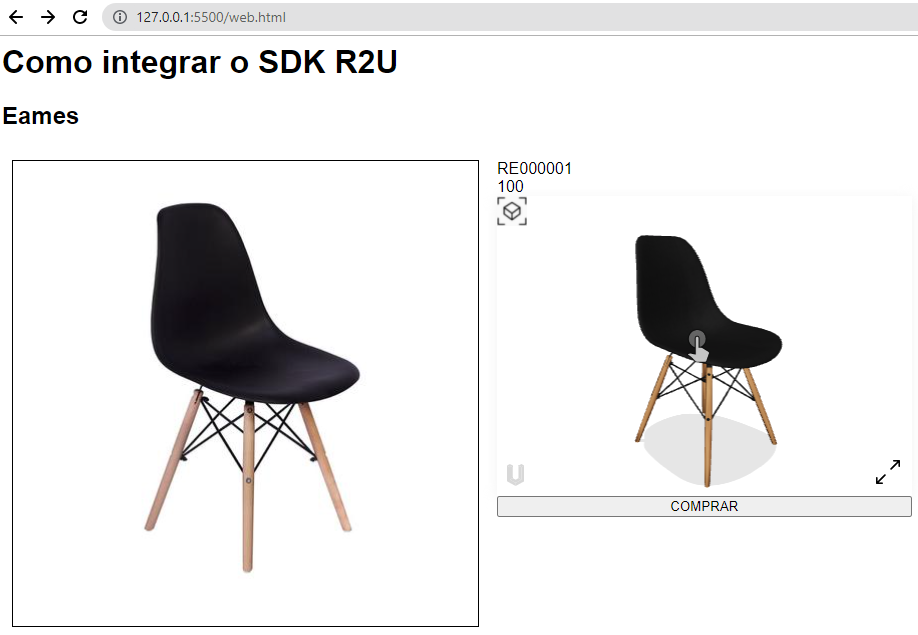 127.0.0.1:5500/web.html
Como integrar o SDK R2U
Eames
RE000001
100
COMPRAR